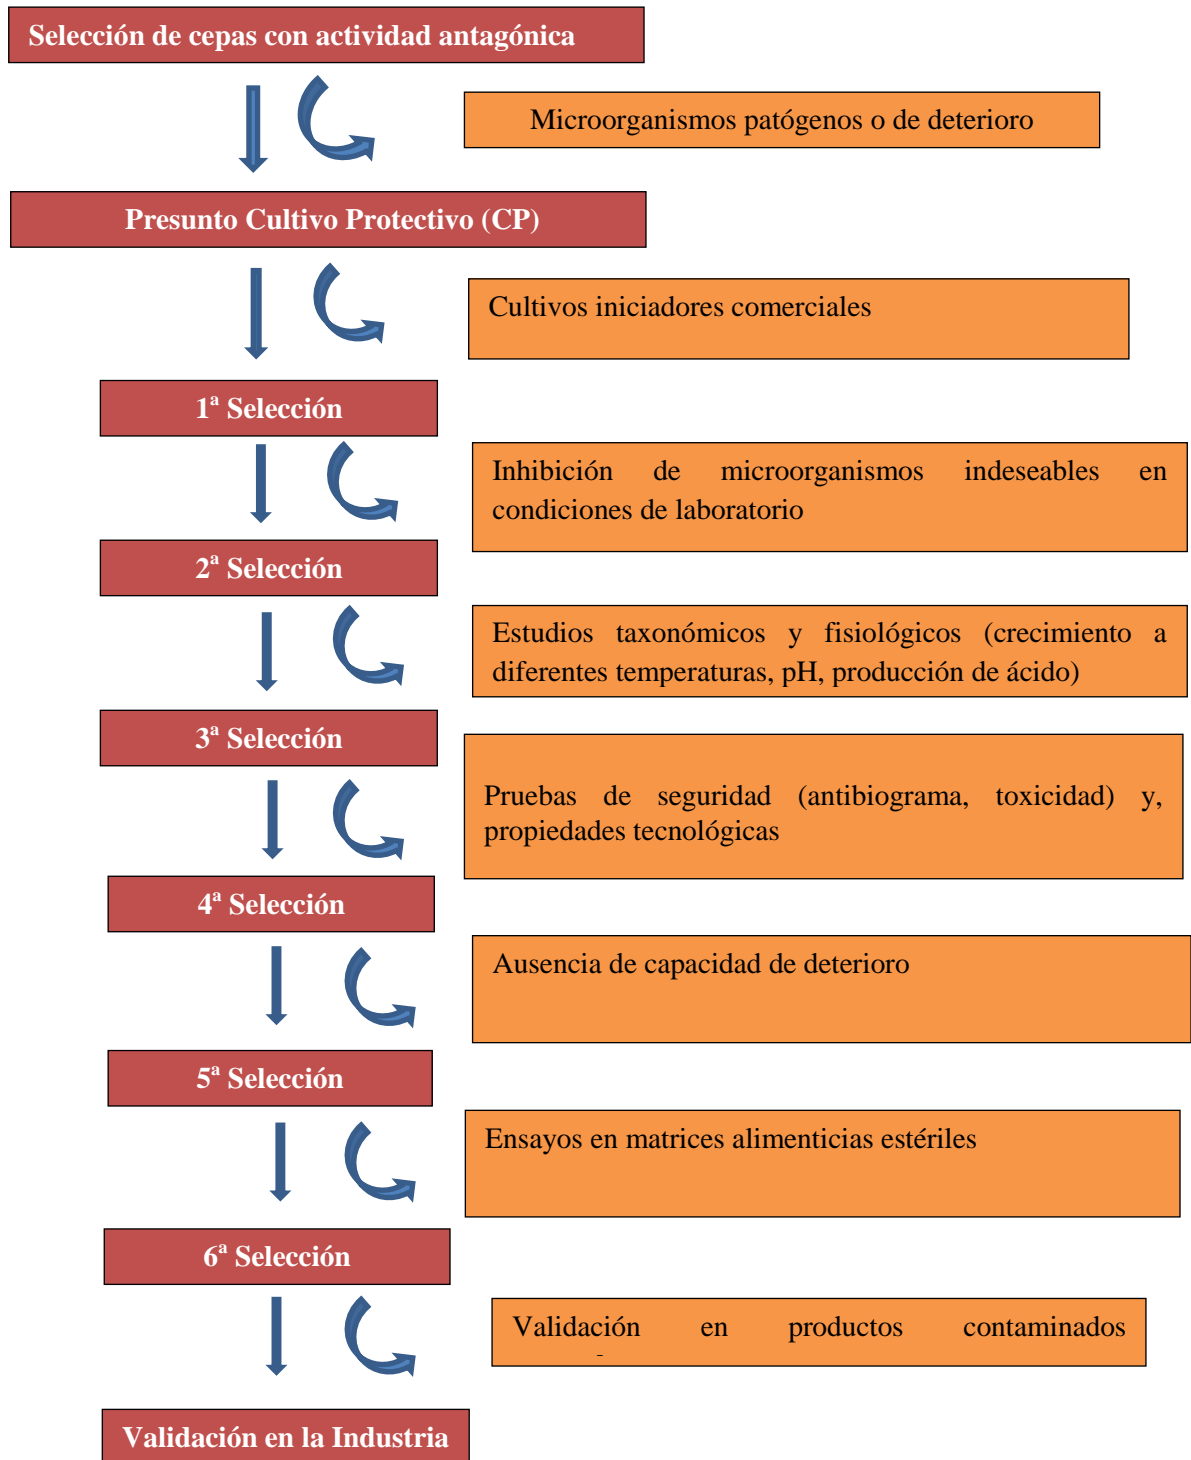 Selección de cepas con actividad antagónica
Microorganismos patógenos o de deterioro
Presunto Cultivo Protectivo (CP)
Cultivos iniciadores comerciales
1ª Selección
Inhibición de microorganismos indeseables en
condiciones de laboratorio
2ª Selección
Estudios taxonómicos y fisiológicos (crecimiento a
diferentes temperaturas, pH, producción de ácido)
3ª Selección
Pruebas de seguridad (antibiograma, toxicidad) y,
propiedades tecnológicas
4ª Selección
Ausencia de capacidad de deterioro
5ª Selección
Ensayos en matrices alimenticias estériles
6ª Selección
Validación en productos contaminados
Validación en la Industria